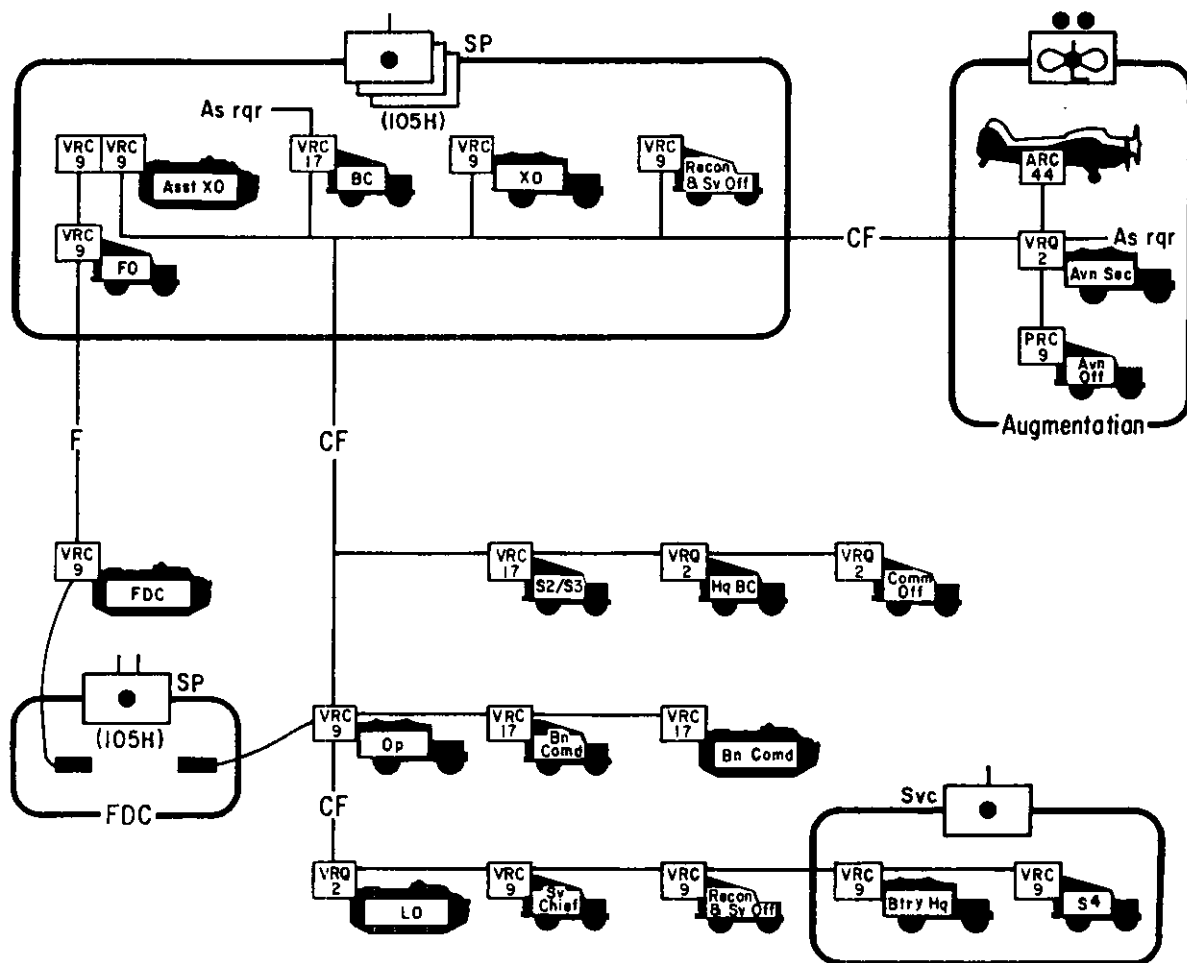 SP
(105H)
As rqr
VRC
9
VRC
9
Asst XO
VRC
17
BC
VRC
9
XO
VRC
9
Recon
& Sv Off
VRC
9
FO
CF
ARC
44
VRQ
2
As rqr
Avn Sec
PRC
9
Avn
Off
Augmentation
F
CF
VRC
9
FDC
VRC
17
S2/S3
VRQ
2
Hq BC
VRQ
2
Comm
Off
SP
(105H)
FDC
VRC
9
Op
VRC
17
Bn
Comd
VRC
17
Bn Comd
CF
VRQ
2
LO
VRC
9
Sv
Chief
VRC
9
Recon
& Sv Off
Svc
VRC
9
Btry Hq
VRC
9
S4